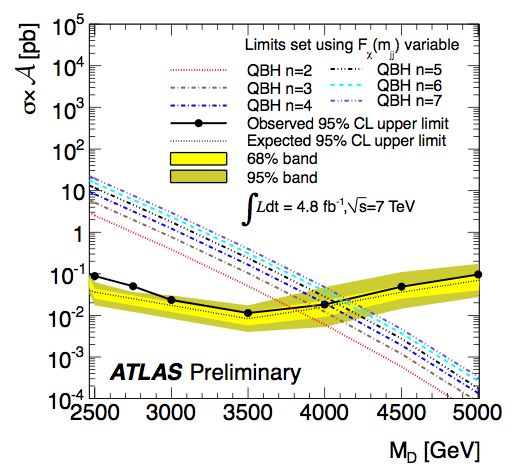 Limits set using Fχ(mjj) variable
QBH n=2
QBH n=3
QBH n=4
QBH n=5
QBH n=6
QBH n=7
Observed 95% CL upper limit
Expected 95% CL upper limit
68% band
95% band
∫Ldt = 4.8 fb⁻¹,√s=7 TeV
ATLAS Preliminary
σ× A [pb]
10⁵
10⁴
10³
10²
10
1
10⁻¹
10⁻²
10⁻³
10⁻⁴
2500 3000 3500 4000 4500 5000
M_D [GeV]